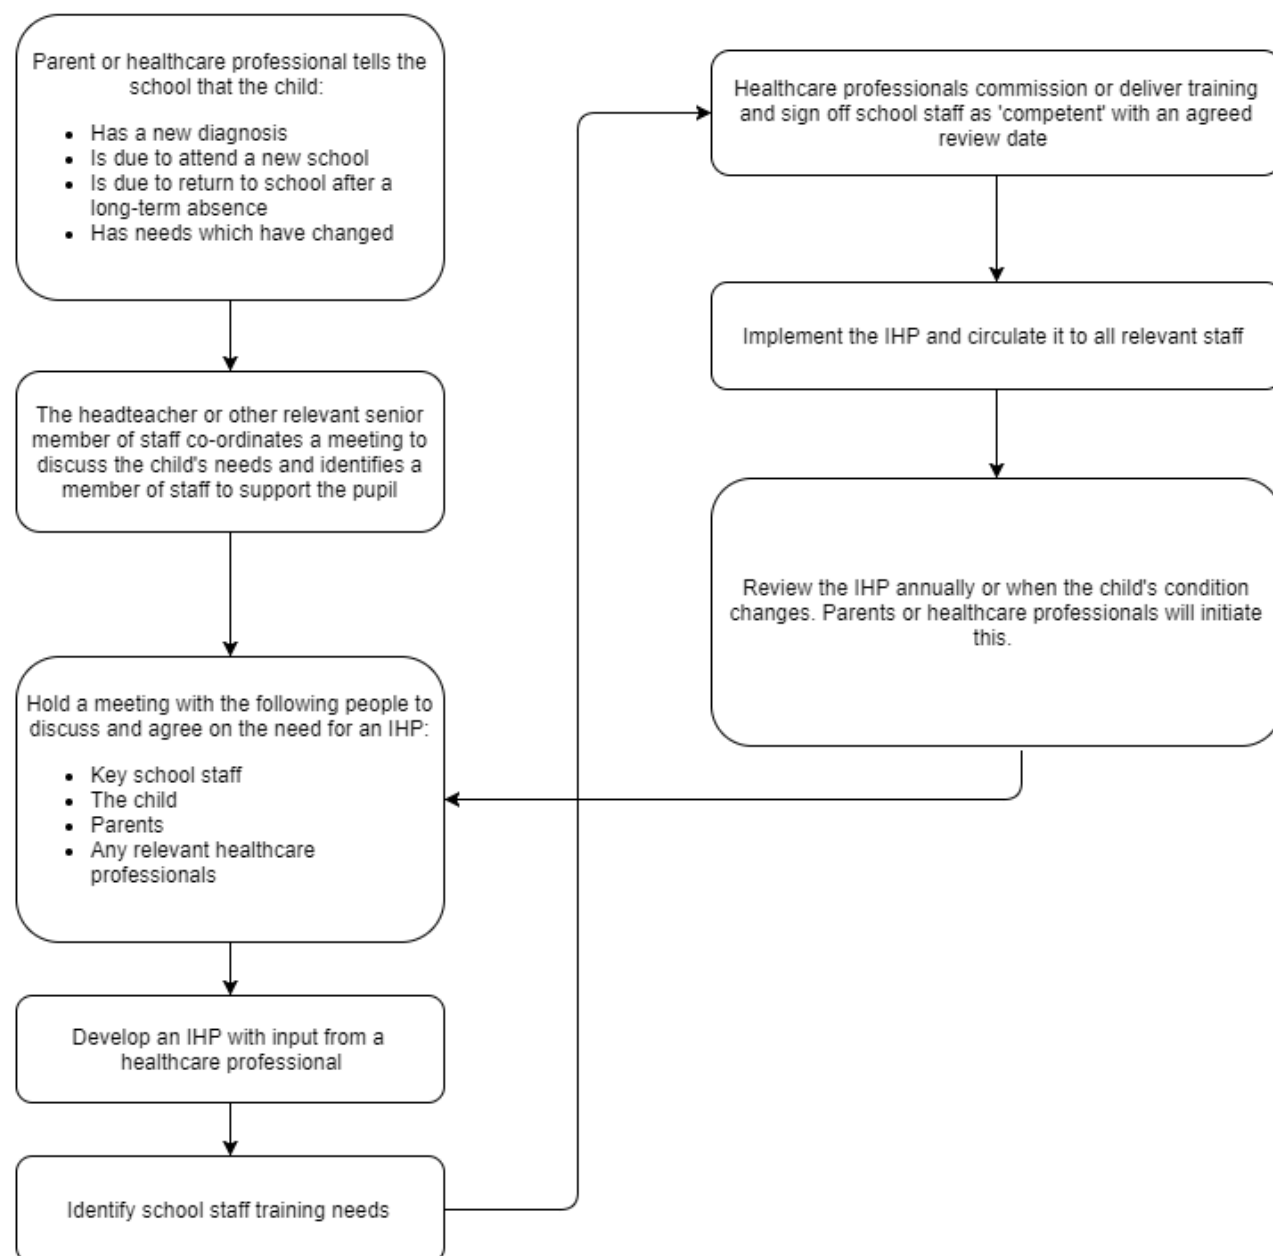 Parent or healthcare professional tells the
school that the child:
• Has a new diagnosis
• Is due to attend a new school
• Is due to return to school after a
long-term absence
• Has needs which have changed
The headteacher or other relevant senior
member of staff co-ordinates a meeting to
discuss the child's needs and identifies a
member of staff to support the pupil
Hold a meeting with the following people to
discuss and agree on the need for an IHP:
• Key school staff
• The child
• Parents
• Any relevant healthcare
professionals
Develop an IHP with input from a
healthcare professional
Identify school staff training needs
Healthcare professionals commission or deliver training
and sign off school staff as 'competent' with an agreed
review date
Implement the IHP and circulate it to all relevant staff
Review the IHP annually or when the child's condition
changes. Parents or healthcare professionals will initiate
this.